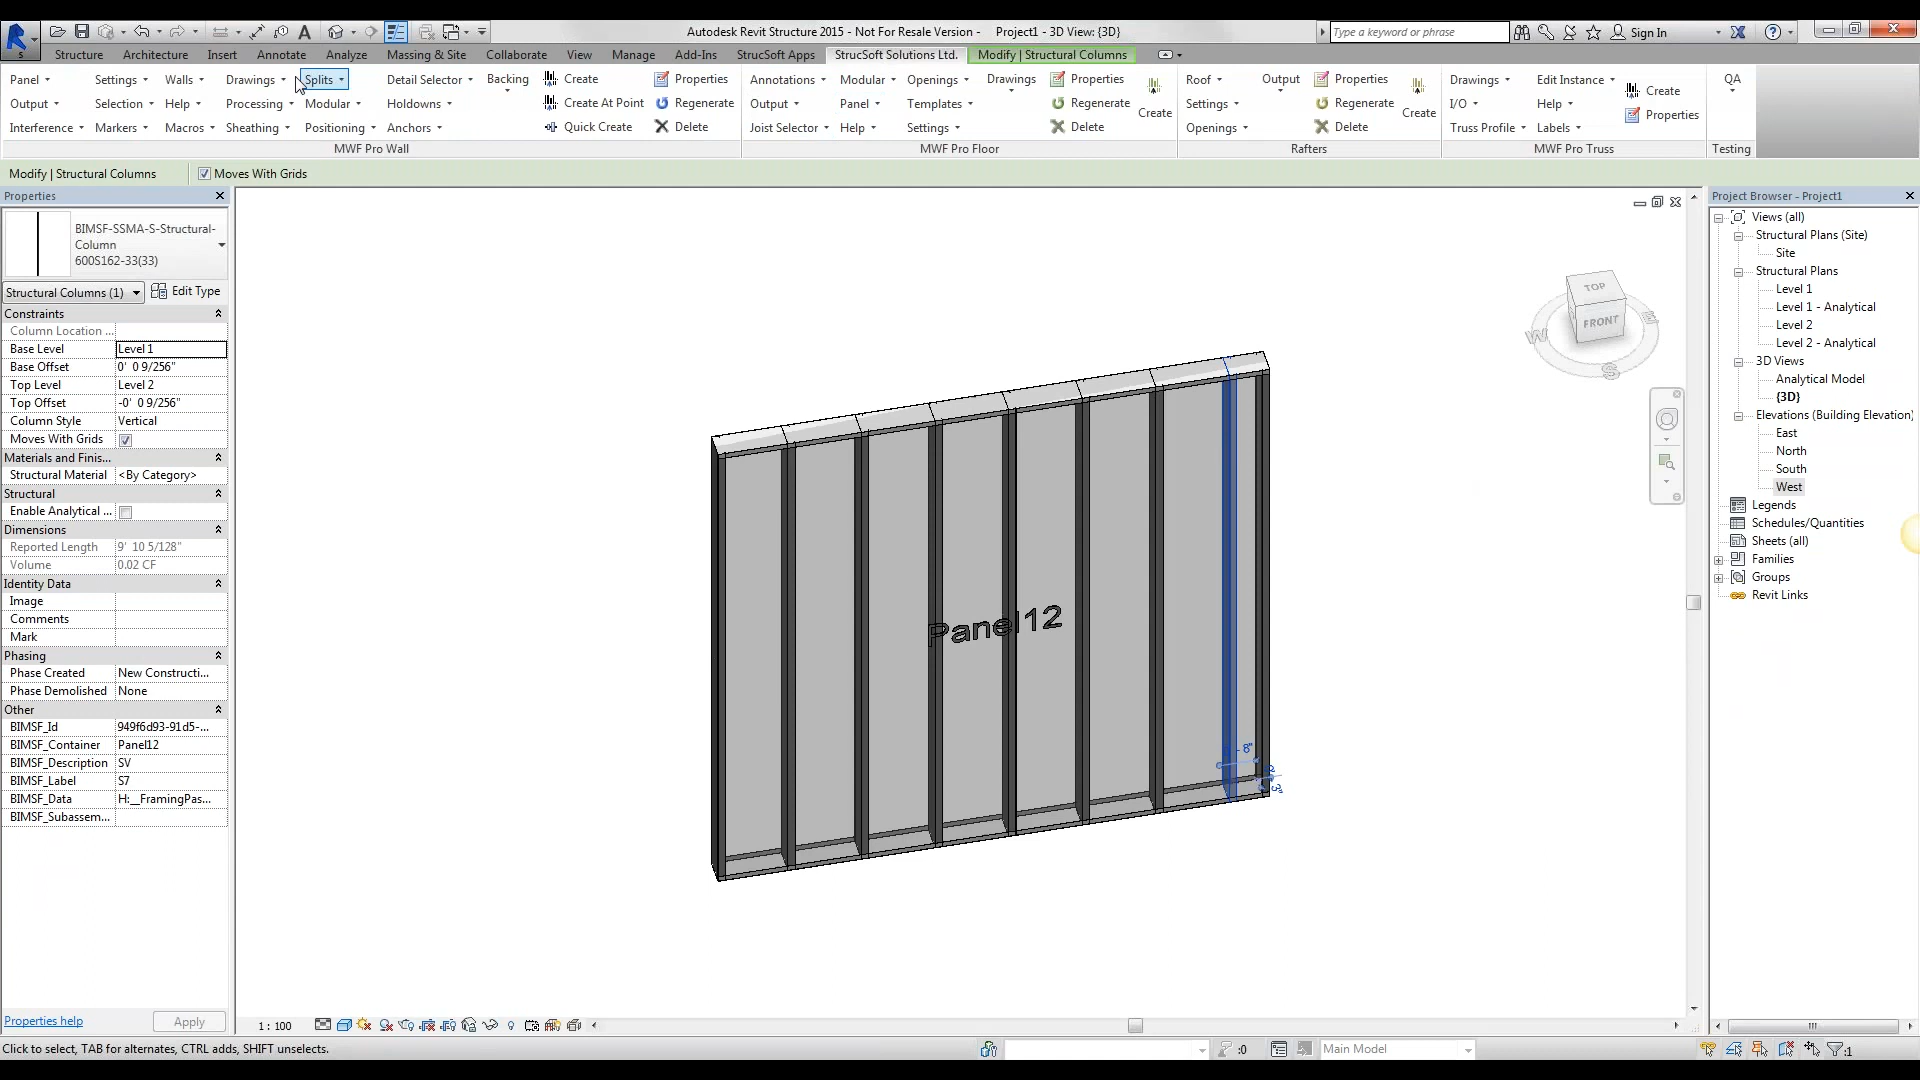 Autodesk Revit Structure 2015 - Not For Resale Version - Project1 - 3D View: {3D}
Type a keyword or phrase
Sign In
Structure Architecture Insert Annotate Analyze Massing & Site Collaborate View Manage Add-Ins StrucSoft Apps StrucSoft Solutions Ltd. Modify | Structural Columns
Panel Settings Walls Drawings Splits Detail Selector Backing Create Properties Annotations Modular Openings Drawings Properties Roof Output Properties Drawings Edit Instance QA
Output Selection Help Processing Modular Holdowns Create At Point Regenerate Output Panel Templates Regenerate Create Settings Regenerate Create I/O Help Create Properties
Interference Markers Macros Sheathing Positioning Anchors Quick Create Delete Joist Selector Help Settings Delete Openings Delete Truss Profile Labels
MWF Pro Wall MWF Pro Floor Rafters MWF Pro Truss Testing
Modify | Structural Columns Moves With Grids
Properties
BIMSF-SSMA-S-Structural-
Column
600S162-33(33)
Structural Columns (1) Edit Type
Constraints
Column Location ...
Base Level Level 1
Base Offset 0' 0 9/256"
Top Level Level 2
Top Offset -0' 0 9/256"
Column Style Vertical
Moves With Grids
Materials and Finis...
Structural Material <By Category>
Structural
Enable Analytical ...
Dimensions
Reported Length 9' 10 5/128"
Volume 0.02 CF
Identity Data
Image
Comments
Mark
Phasing
Phase Created New Constructi...
Phase Demolished None
Other
BIMSF_Id 949f6d93-91d5-...
BIMSF_Container Panel12
BIMSF_Description SV
BIMSF_Label S7
BIMSF_Data H:__FramingPas...
BIMSF_Subassem...
Properties help Apply
TOP
FRONT
W
E
S
Panel12
- 8"
1 : 100
Project Browser - Project1
Views (all)
Structural Plans (Site)
Site
Structural Plans
Level 1
Level 1 - Analytical
Level 2
Level 2 - Analytical
3D Views
Analytical Model
{3D}
Elevations (Building Elevation)
East
North
South
West
Legends
Schedules/Quantities
Sheets (all)
Families
Groups
Revit Links
Click to select, TAB for alternates, CTRL adds, SHIFT unselects.
:0
Main Model
:1